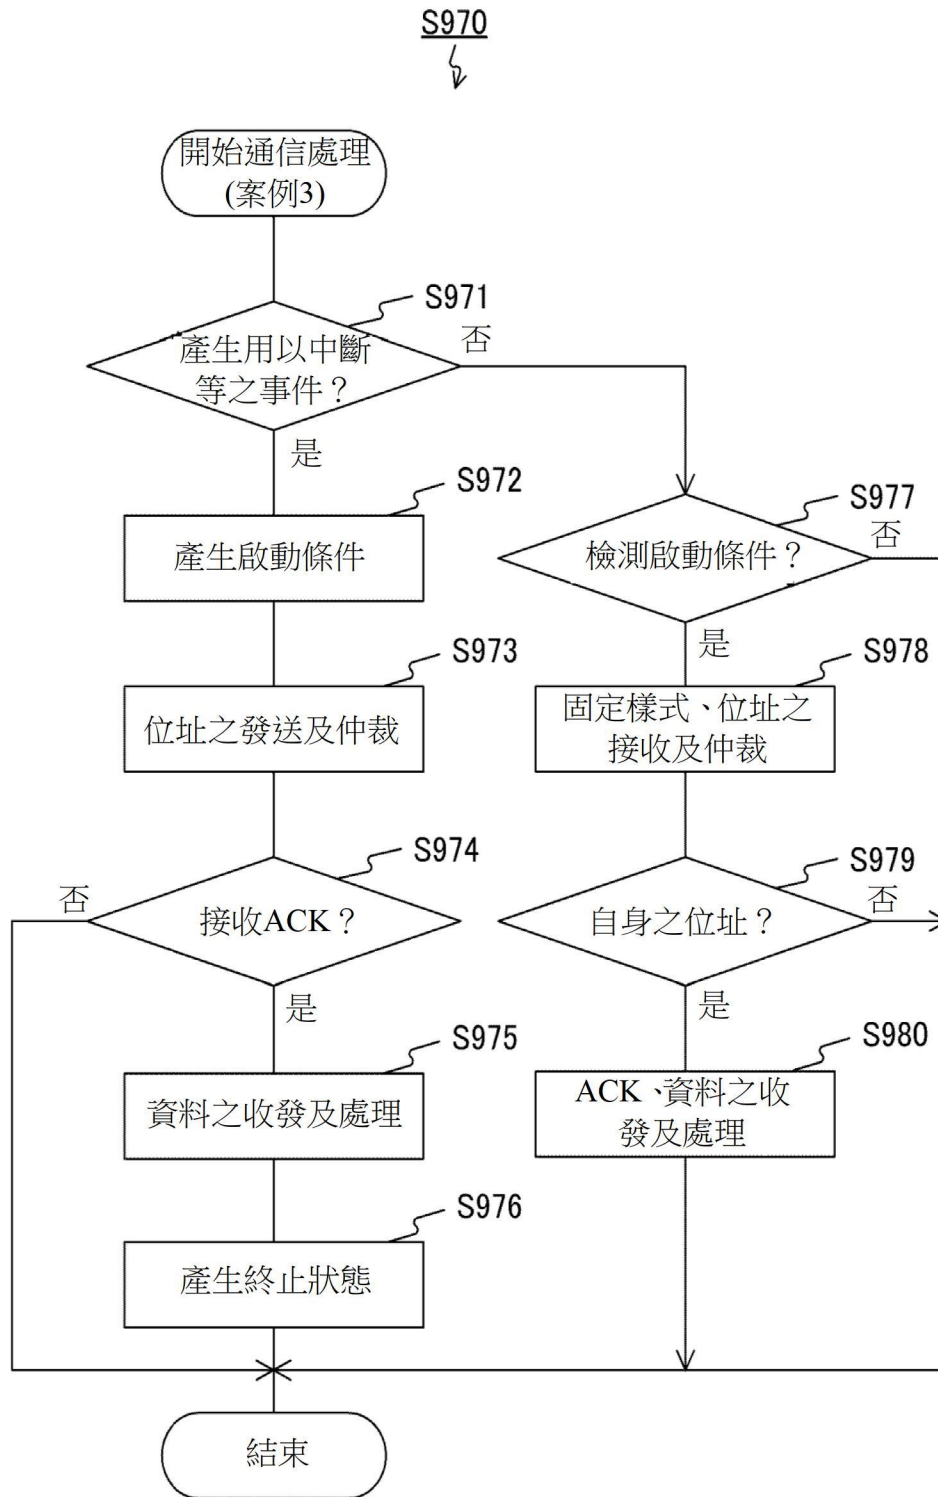 S970
開始通信處理
(案例3)
S971
產生用以中斷
等之事件？
否
是
S972
產生啟動條件
S977
檢測啟動條件？
否
是
S973
位址之發送及仲裁
S978
固定樣式、位址之
接收及仲裁
S974
接收ACK？
否
是
S979
自身之位址？
否
是
S975
資料之收發及處理
S980
ACK、資料之收
發及處理
S976
產生終止狀態
結束